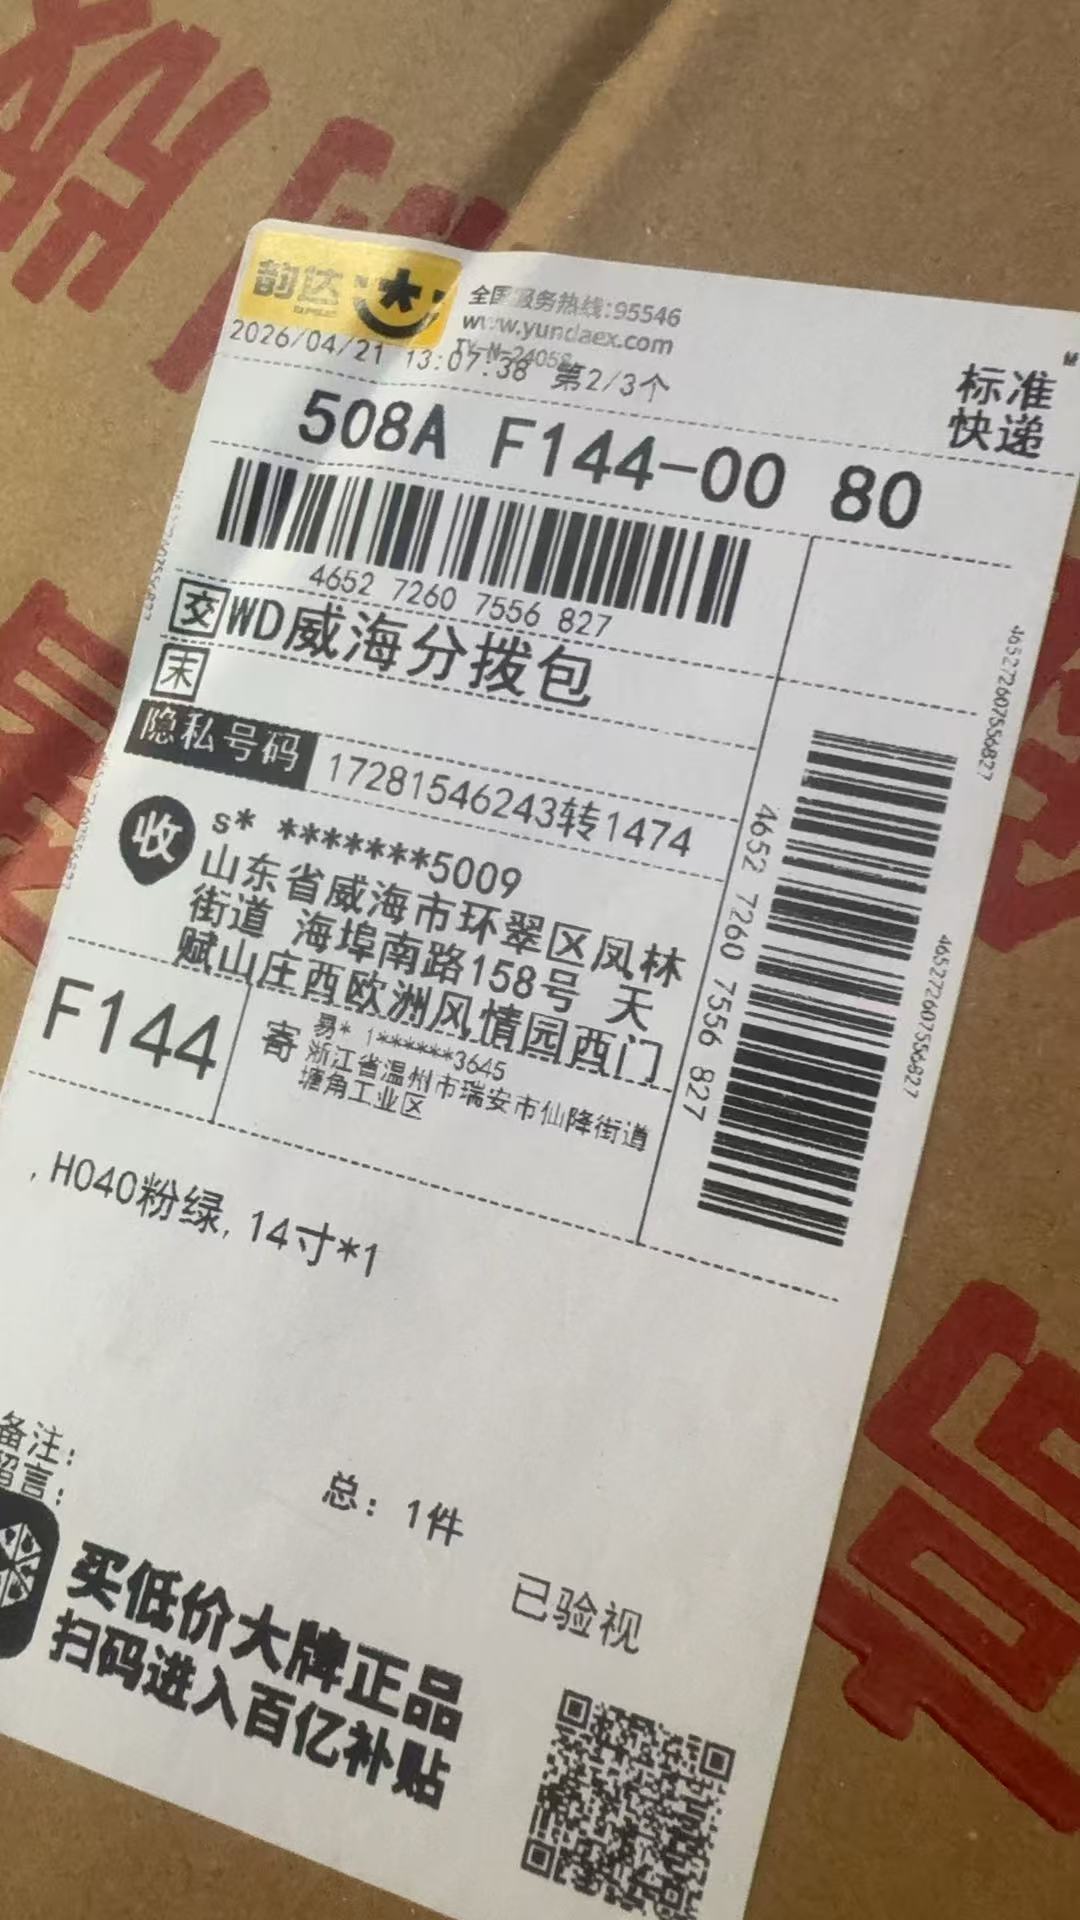 韵达
全国服务热线:95546
www.yundaex.com
2026/04/21 13:07:38 第2/3个
标准
快递
508A F144-00 80
4652 7260 7556 827
交 WD威海分拨包
末
隐私号码 17281546243转1474
收 s* *******5009
山东省威海市环翠区凤林
街道 海埠南路158号 天
赋山庄西欧洲风情园西门
F144
寄 易* 1******3645
浙江省温州市瑞安市仙降街道
塘角工业区
4652 7260 7556 827
465272607556827
465272607556827
, H040粉绿, 14寸*1
备注:
留言:
总: 1件
已验视
买低价大牌正品
扫码进入百亿补贴